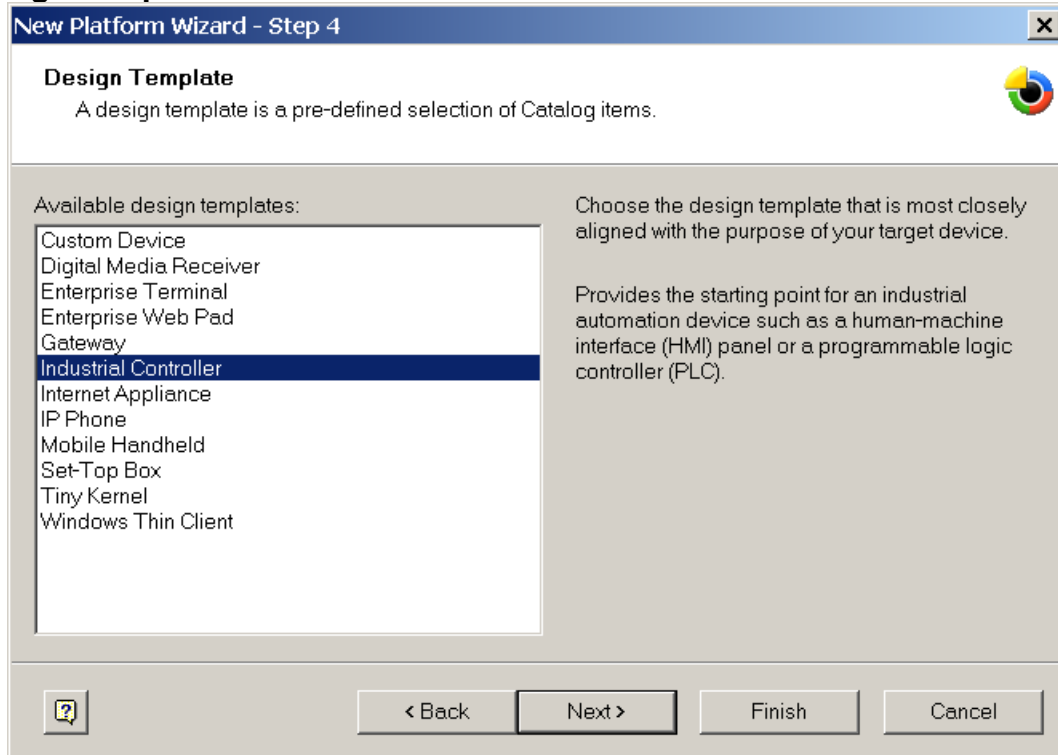 New Platform Wizard - Step 4
Design Template
A design template is a pre-defined selection of Catalog items.
Available design templates:
Custom Device
Digital Media Receiver
Enterprise Terminal
Enterprise Web Pad
Gateway
Industrial Controller
Internet Appliance
IP Phone
Mobile Handheld
Set-Top Box
Tiny Kernel
Windows Thin Client
Choose the design template that is most closely
aligned with the purpose of your target device.
Provides the starting point for an industrial
automation device such as a human-machine
interface (HMI) panel or a programmable logic
controller (PLC).
< Back
Next >
Finish
Cancel